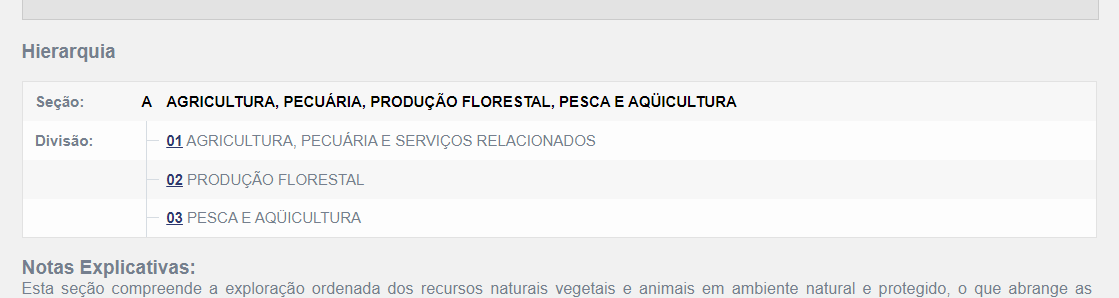 Hierarquia
Seção: A AGRICULTURA, PECUÁRIA, PRODUÇÃO FLORESTAL, PESCA E AQÜICULTURA
Divisão: 01 AGRICULTURA, PECUÁRIA E SERVIÇOS RELACIONADOS
02 PRODUÇÃO FLORESTAL
03 PESCA E AQÜICULTURA
Notas Explicativas:
Esta seção compreende a exploração ordenada dos recursos naturais vegetais e animais em ambiente natural e protegido, o que abrange as